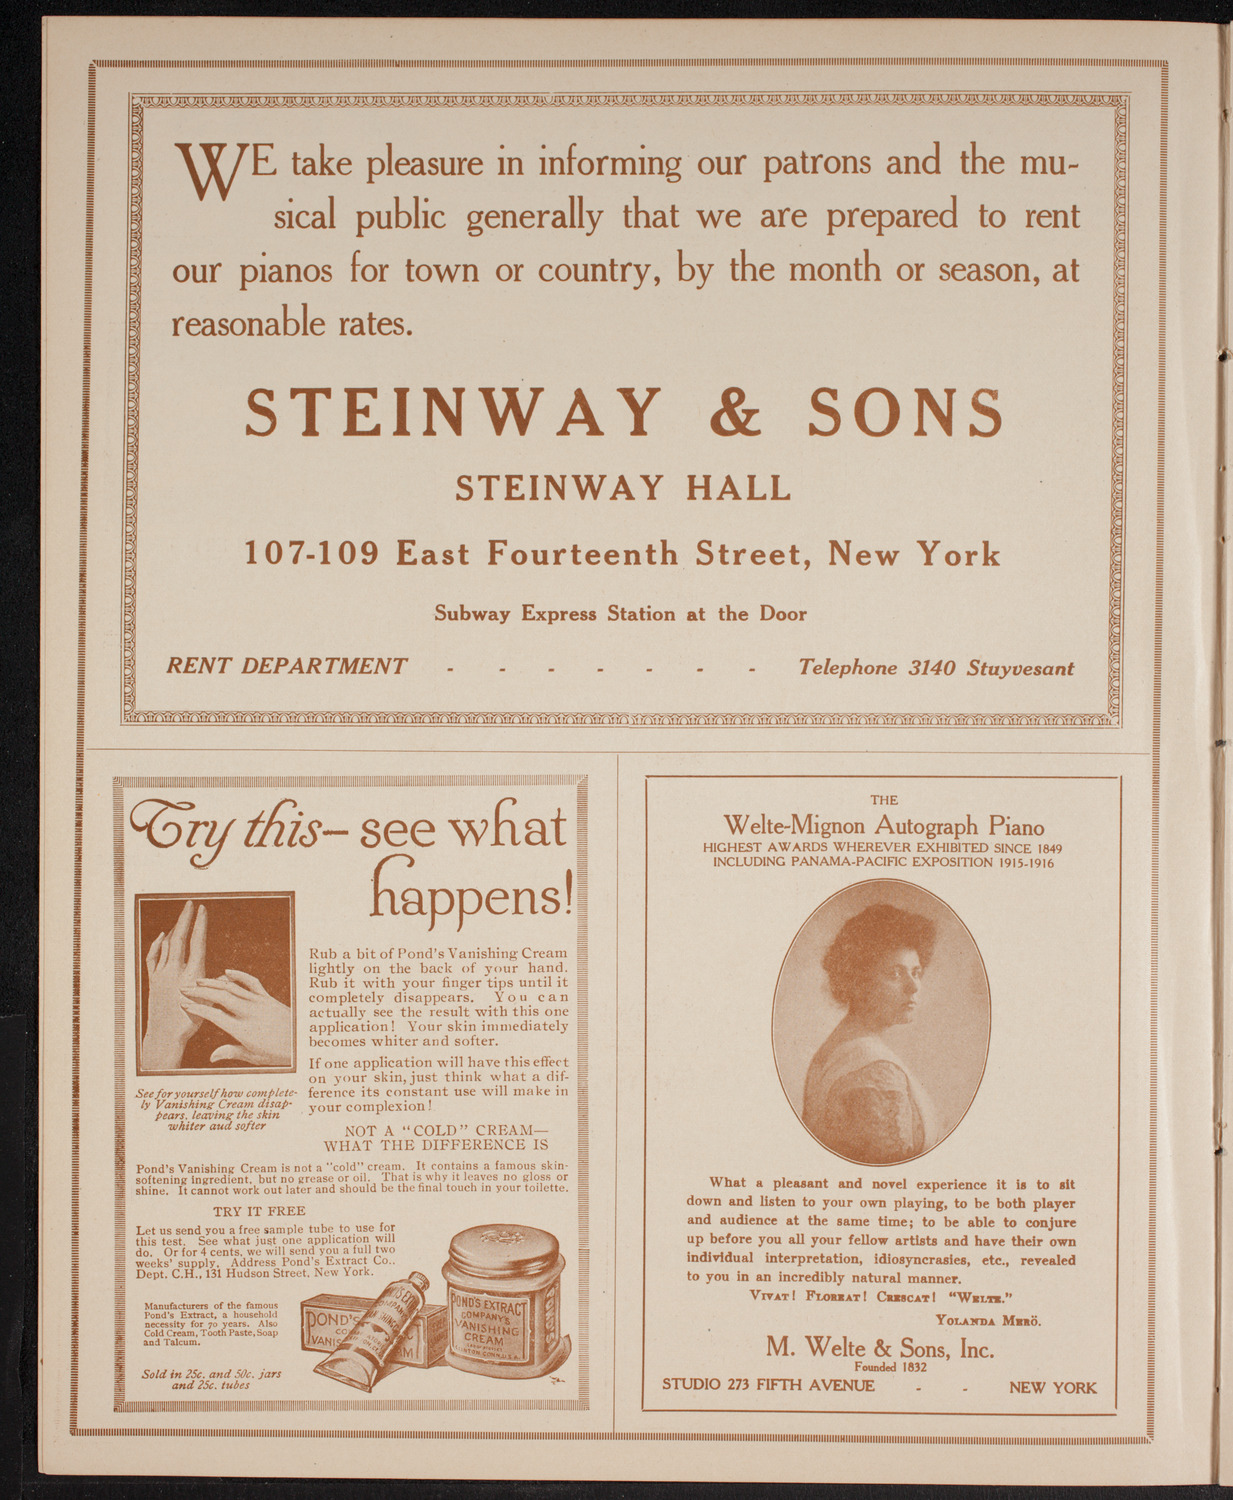 WE take pleasure in informing our patrons and the mu-
sical public generally that we are prepared to rent
our pianos for town or country, by the month or season, at
reasonable rates.
STEINWAY & SONS
STEINWAY HALL
107-109 East Fourteenth Street, New York
Subway Express Station at the Door
RENT DEPARTMENT - - - - - - - Telephone 3140 Stuyvesant
Try this—see what
happens!
Rub a bit of Pond's Vanishing Cream
lightly on the back of your hand.
Rub it with your finger tips until it
completely disappears. You can
actually see the result with this one
application! Your skin immediately
becomes whiter and softer.
If one application will have this effect
on your skin, just think what a dif-
ference its constant use will make in
your complexion!
See for yourself how complete-
ly Vanishing Cream disap-
pears, leaving the skin
whiter and softer
NOT A "COLD" CREAM—
WHAT THE DIFFERENCE IS
Pond's Vanishing Cream is not a "cold" cream. It contains a famous skin-
softening ingredient, but no grease or oil. That is why it leaves no gloss or
shine. It cannot work out later and should be the final touch in your toilette.
TRY IT FREE
Let us send you a free sample tube to use for
this test. See what just one application will
do. Or for 4 cents, we will send you a full two
weeks' supply. Address Pond's Extract Co.,
Dept. C.H., 131 Hudson Street, New York.
Manufacturers of the famous
Pond's Extract, a household
necessity for 70 years. Also
Cold Cream, Tooth Paste, Soap
and Talcum.
Sold in 25c. and 50c. jars
and 25c. tubes
POND'S
CO
VANIS
AM
POND'S EXTRACT
COMPANY'S
VANISHING
CREAM
THE
Welte-Mignon Autograph Piano
HIGHEST AWARDS WHEREVER EXHIBITED SINCE 1849
INCLUDING PANAMA-PACIFIC EXPOSITION 1915-1916
What a pleasant and novel experience it is to sit
down and listen to your own playing, to be both player
and audience at the same time; to be able to conjure
up before you all your fellow artists and have their own
individual interpretation, idiosyncrasies, etc., revealed
to you in an incredibly natural manner.
VIVAT! FLOREAT! CRESCAT! "WELTE."
YOLANDA MERÖ.
M. Welte & Sons, Inc.
Founded 1832
STUDIO 273 FIFTH AVENUE - - NEW YORK